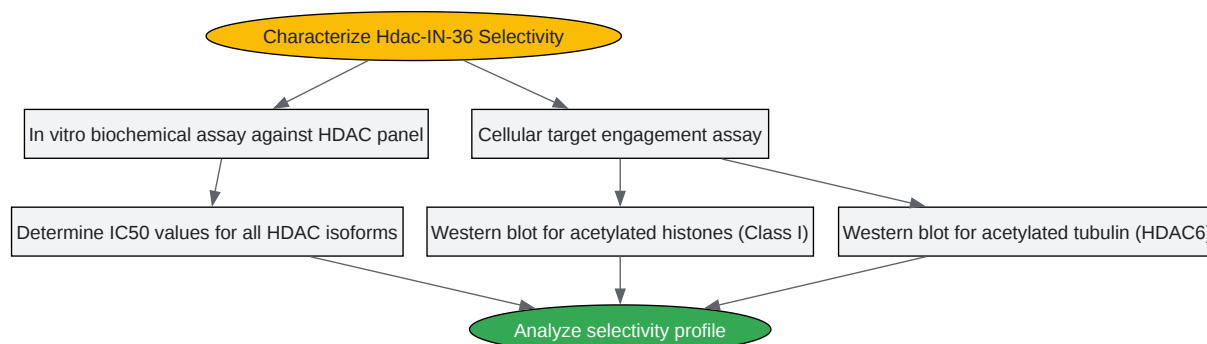 Characterize Hdac-IN-36 Selectivity
In vitro biochemical assay against HDAC panel
Cellular target engagement assay
Determine IC50 values for all HDAC isoforms
Western blot for acetylated histones (Class I)
Western blot for acetylated tubulin (HDAC6)
Analyze selectivity profile